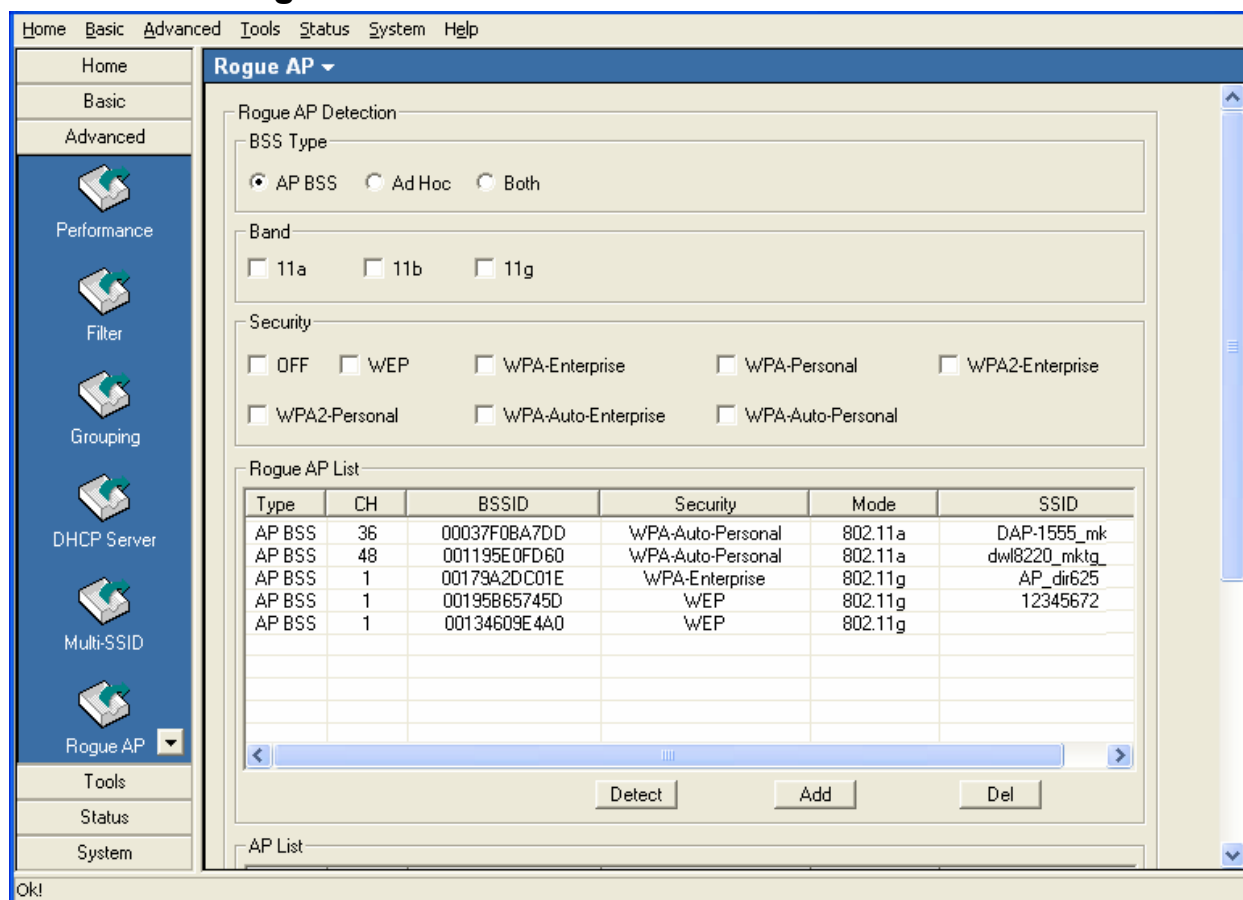 Home Basic Advanced Tools Status System Help
Home
Basic
Advanced
Performance
Filter
Grouping
DHCP Server
Multi-SSID
Rogue AP
Tools
Status
System
Rogue AP
Rogue AP Detection
BSS Type
AP BSS Ad Hoc Both
Band
11a 11b 11g
Security
OFF WEP WPA-Enterprise WPA-Personal WPA2-Enterprise
WPA2-Personal WPA-Auto-Enterprise WPA-Auto-Personal
Rogue AP List
Type CH BSSID Security Mode SSID
AP BSS 36 00037F0BA7DD WPA-Auto-Personal 802.11a DAP-1555_mk
AP BSS 48 001195E0FD60 WPA-Auto-Personal 802.11a dwl8220_mktg_
AP BSS 1 00179A2DC01E WPA-Enterprise 802.11g AP_dir625
AP BSS 1 00195B65745D WEP 802.11g 12345672
AP BSS 1 00134609E4A0 WEP 802.11g
Detect Add Del
AP List
Ok!